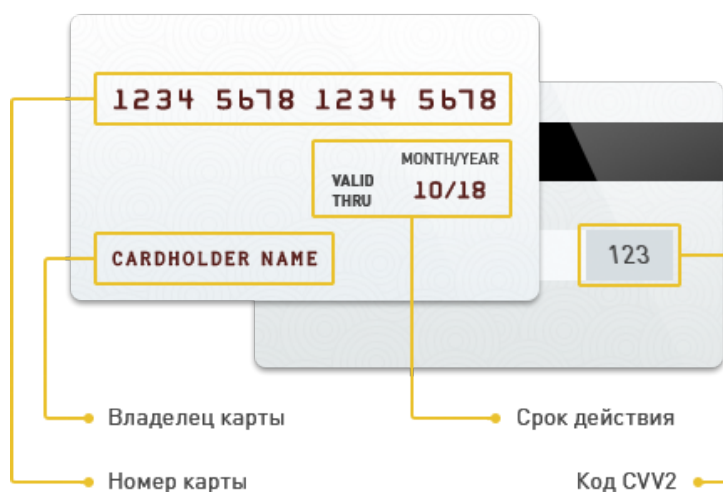 1234 5678 1234 5678
MONTH/YEAR
VALID
THRU
10/18
CARDHOLDER NAME
123
Владелец карты
Срок действия
Номер карты
Код CVV2